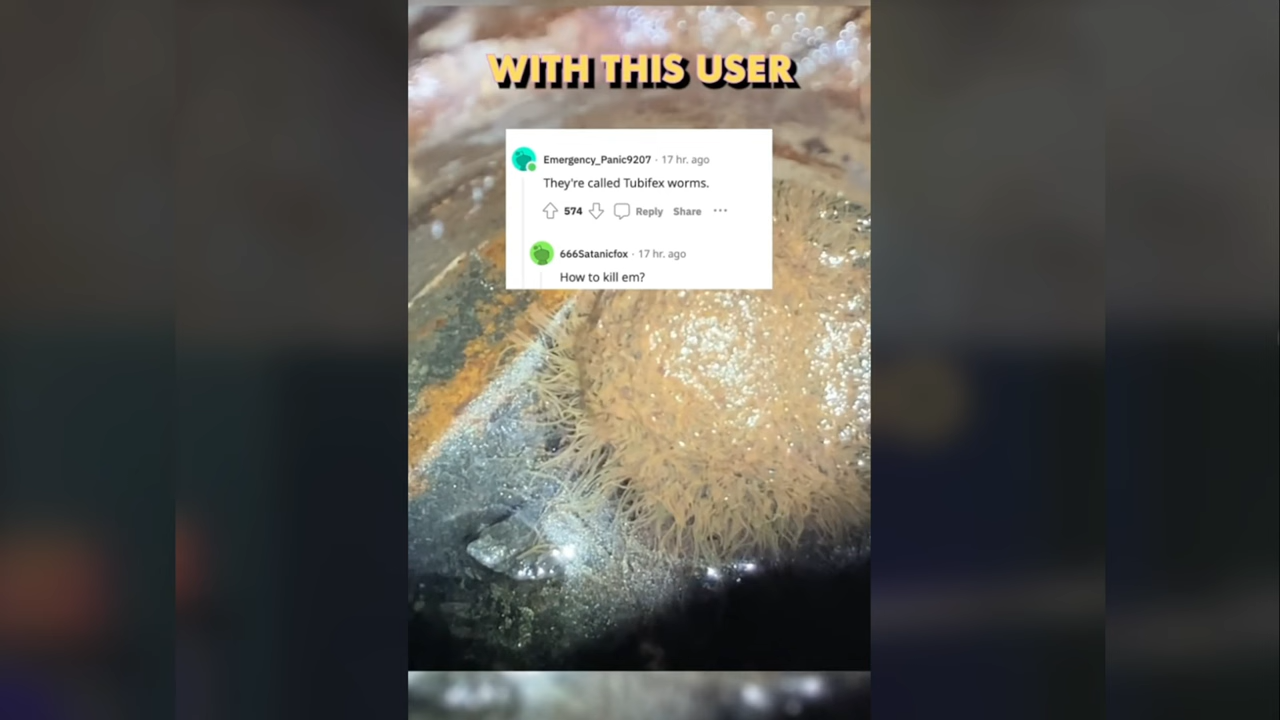 WITH THIS USER
Emergency_Panic9207 · 17 hr. ago
They're called Tubifex worms.
574 Reply Share ···
666Satanicfox · 17 hr. ago
How to kill em?